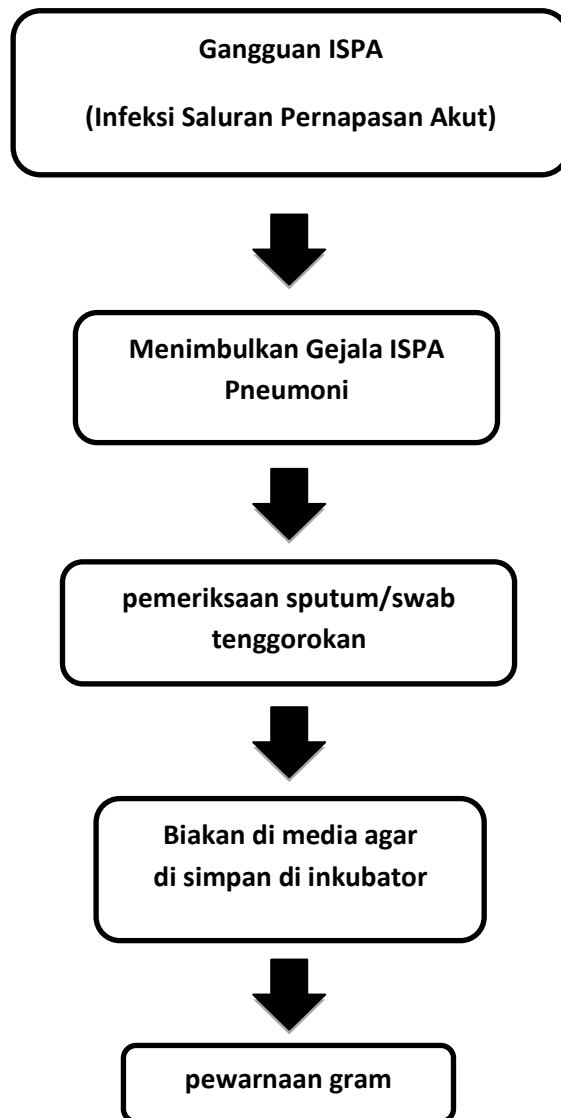 Gangguan ISPA
(Infeksi Saluran Pernapasan Akut)
Menimbulkan Gejala ISPA
Pneumoni
pemeriksaan sputum/swab
tenggorokan
Biakan di media agar
di simpan di inkubator
pewarnaan gram